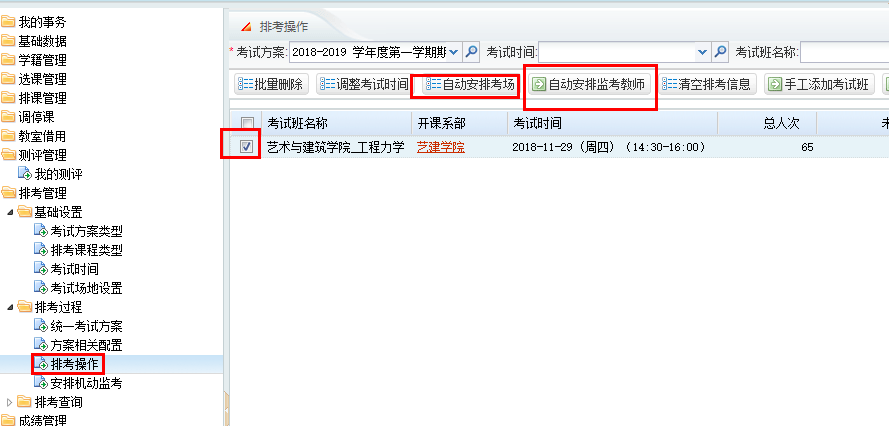 我的事务
基础数据
学籍管理
选课管理
排课管理
调停课
教室借用
测评管理
我的测评
排考管理
基础设置
考试方案类型
排考课程类型
考试时间
考试场地设置
排考过程
统一考试方案
方案相关配置
排考操作
安排机动监考
排考查询
成绩管理
排考操作
*考试方案: 2018-2019 学年度第一学期期 考试时间: 考试班名称:
批量删除 调整考试时间 自动安排考场 自动安排监考教师 清空排考信息 手工添加考试班
考试班名称 开课系部 考试时间 总人次
艺术与建筑学院_工程力学 艺建学院 2018-11-29 (周四) (14:30-16:00) 65